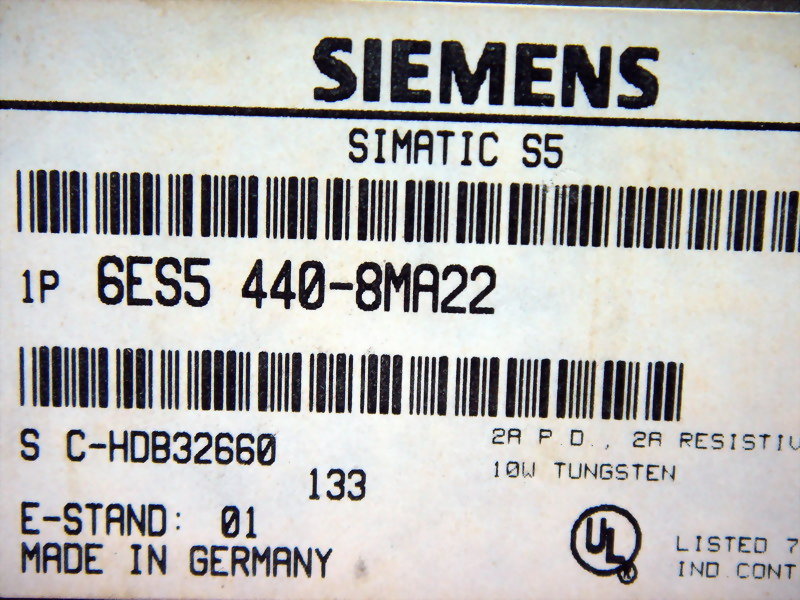 SIEMENS
SIMATIC S5
1P 6ES5 440-8MA22
S C-HDB32660
2A P.D., 2A RESISTIV
10W TUNGSTEN
133
E-STAND: 01
MADE IN GERMANY
UL
®
LISTED 7
IND.CONT